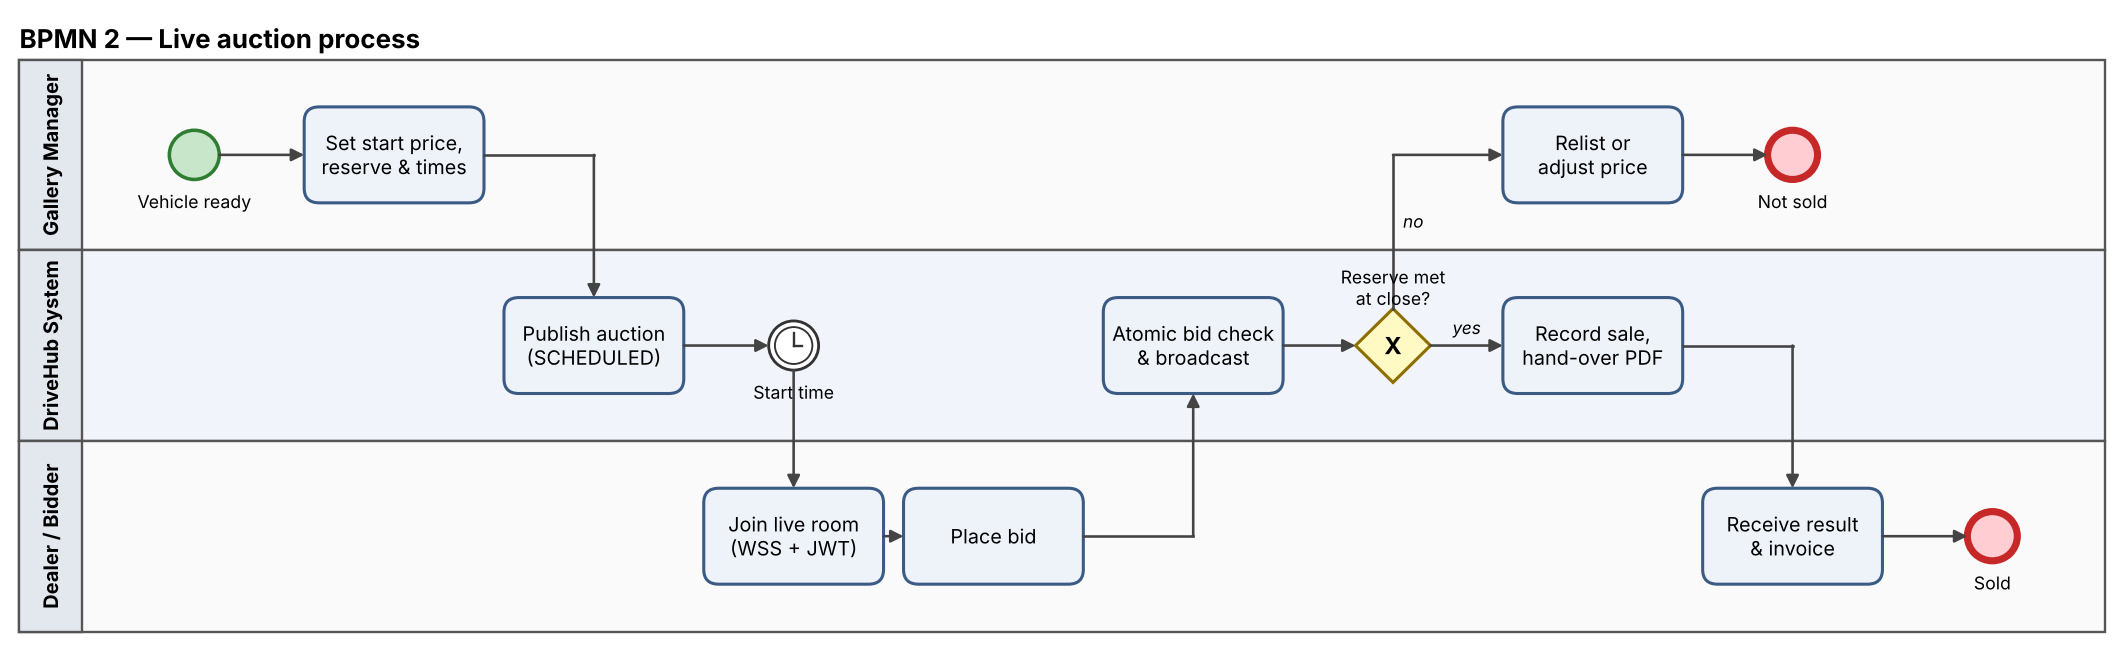 BPMN 2 — Live auction process
Gallery Manager
Vehicle ready
Set start price,
reserve & times
no
Relist or
adjust price
Not sold
DriveHub System
Publish auction
(SCHEDULED)
Start time
Atomic bid check
& broadcast
Reserve met
at close?
X
yes
Record sale,
hand-over PDF
Dealer / Bidder
Join live room
(WSS + JWT)
Place bid
Receive result
& invoice
Sold